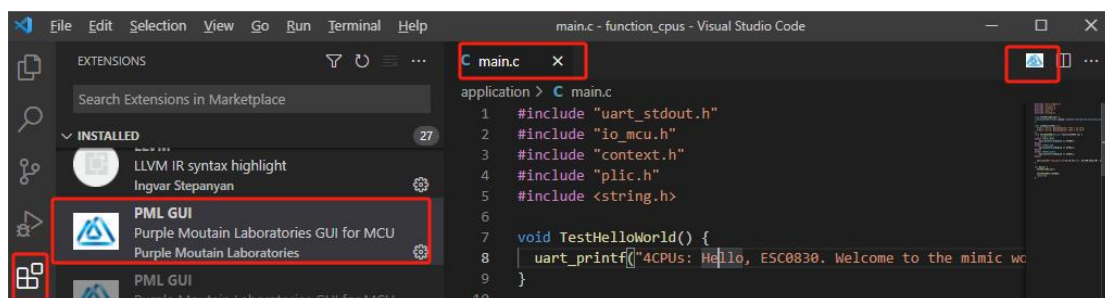 File Edit Selection View Go Run Terminal Help
main.c - function_cpus - Visual Studio Code
EXTENSIONS
Search Extensions in Marketplace
INSTALLED 27
LLVM IR syntax highlight
Ingvar Stepanyan
PML GUI
Purple Moutain Laboratories GUI for MCU
Purple Moutain Laboratories
PML GUI
C main.c
application > C main.c
1 #include "uart_stdout.h"
2 #include "io_mcu.h"
3 #include "context.h"
4 #include "plic.h"
5 #include <string.h>
6
7 void TestHelloWorld() {
8 uart_printf("4CPUs: Hello, ESC0830. Welcome to the mimic
9 }